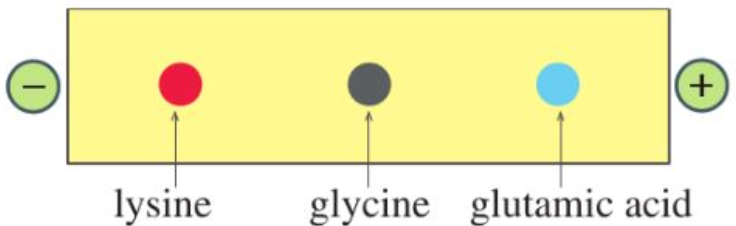 − +
lysine glycine glutamic acid